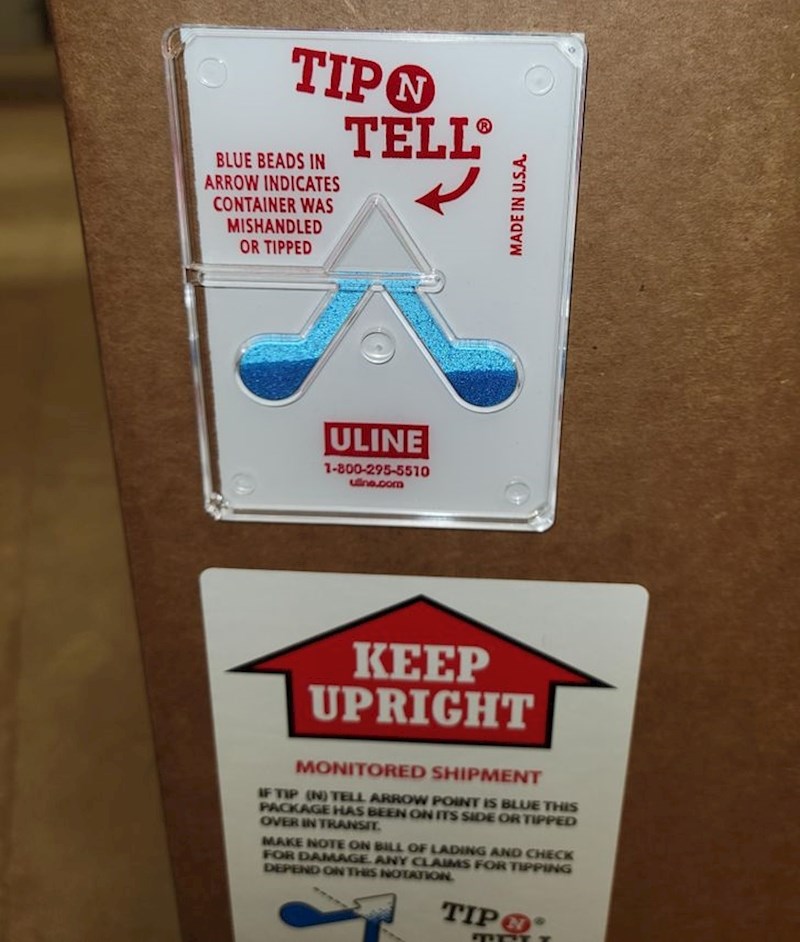 TIP N
TELL®
BLUE BEADS IN
ARROW INDICATES
CONTAINER WAS
MISHANDLED
OR TIPPED
MADE IN U.S.A.
ULINE
1-800-295-5510
uline.com
KEEP
UPRIGHT
MONITORED SHIPMENT
IF TIP (N) TELL ARROW POINT IS BLUE THIS
PACKAGE HAS BEEN ON ITS SIDE OR TIPPED
OVER IN TRANSIT.
MAKE NOTE ON BILL OF LADING AND CHECK
FOR DAMAGE. ANY CLAIMS FOR TIPPING
DEPEND ON THIS NOTATION.
TIP N®
TELL